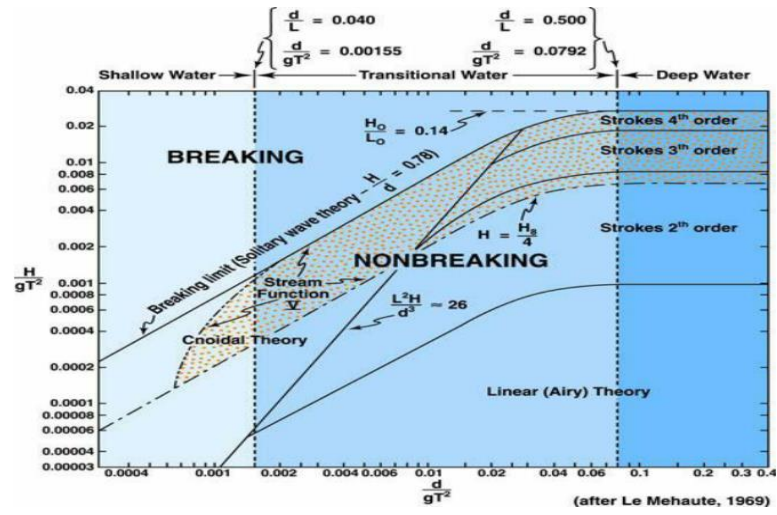 d/L = 0.040
d/gT² = 0.00155
d/L = 0.500
d/gT² = 0.0792
Shallow Water
Transitional Water
Deep Water
0.04
0.02
0.01
0.008
0.006
0.004
0.002
0.001
0.0008
0.0006
0.0004
0.0002
0.0001
0.00008
0.00006
0.00004
0.00003
H/gT²
BREAKING
H_O/L_O = 0.14
Strokes 4th order
Strokes 3th order
Breaking limit (Solitary wave theory - H/d = 0.78)
Strokes 2th order
H = H_B/4
NONBREAKING
Stream
Function
V
L²H/d³ ≈ 26
Cnoidal Theory
Linear (Airy) Theory
0.0004
0.001
0.002
0.004
0.006
0.01
0.02
0.04
0.06
0.1
0.2
0.3
0.4
d/gT²
(after Le Mehaute, 1969)